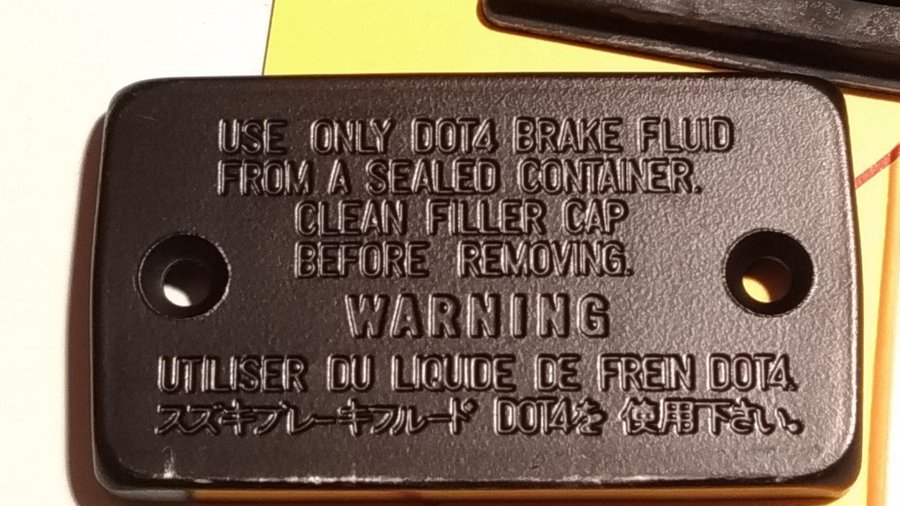 USE ONLY DOT4 BRAKE FLUID
FROM A SEALED CONTAINER.
CLEAN FILLER CAP
BEFORE REMOVING.
WARNING
UTILISER DU LIQUIDE DE FREIN DOT4.
スズキブレーキフルード DOT4を 使用下さい。